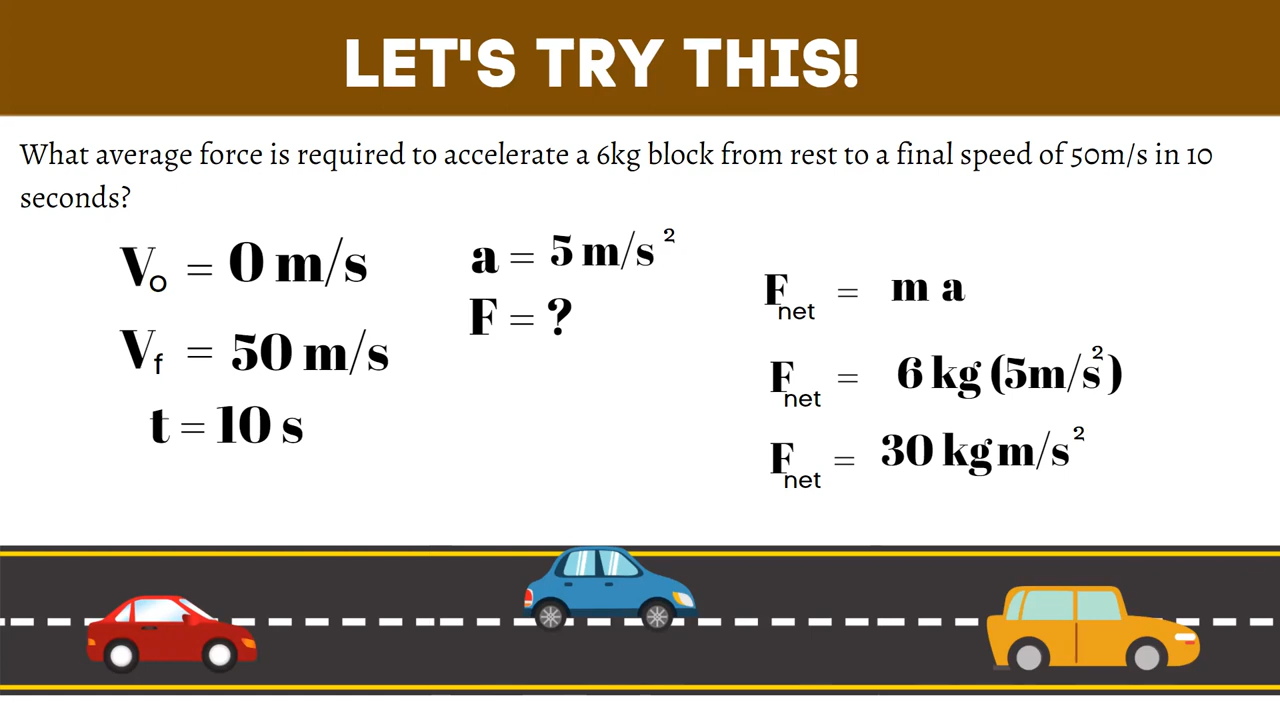 LET'S TRY THIS!
What average force is required to accelerate a 6kg block from rest to a final speed of 50m/s in 10
seconds?
Vo = 0 m/s
Vf = 50 m/s
t = 10 s
a = 5 m/s²
F = ?
Fnet = m a
Fnet = 6 kg (5m/s²)
Fnet = 30 kg m/s²